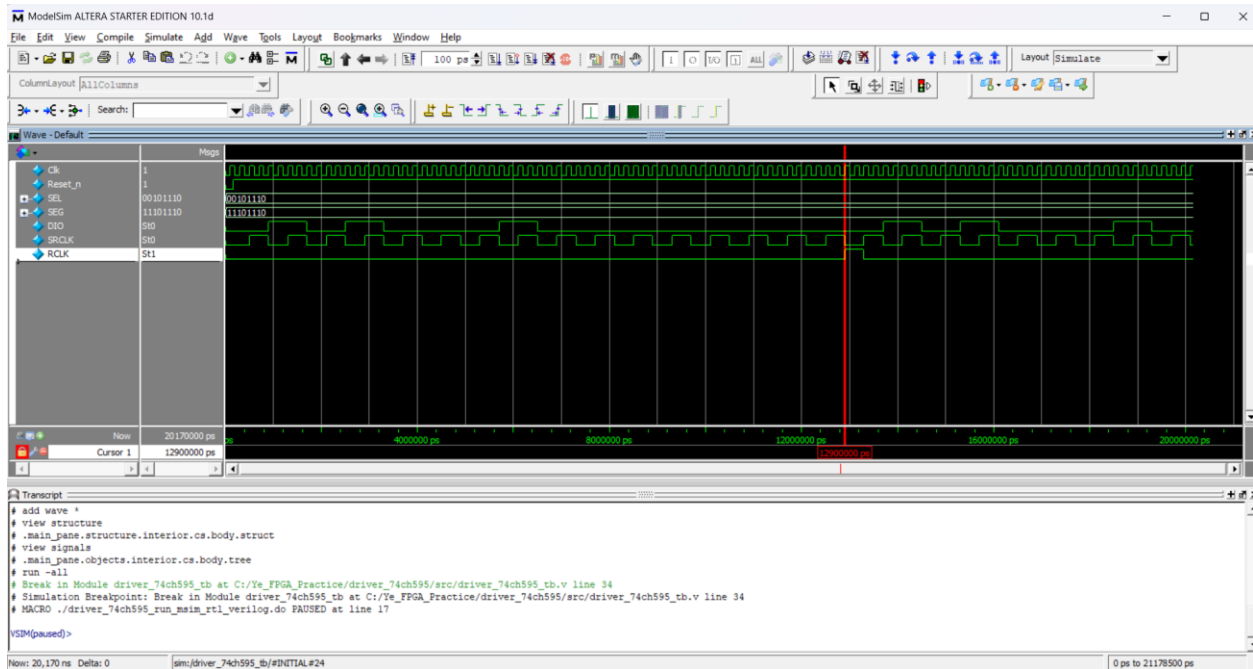 ModelSim ALTERA STARTER EDITION 10.1d
File Edit View Compile Simulate Add Wave Tools Layout Bookmarks Window Help
100 ps
Layout Simulate
ColumnLayout AllColumns
Search:
Wave - Default
Msgs
Clk 1
Reset_n 1
SEL 00101110 00101110
SEG 11101110 11101110
DIO St0
SRCLK St0
RCLK St1
Now 20170000 ps ps 4000000 ps 8000000 ps 12000000 ps 16000000 ps 20000000 ps
Cursor 1 12900000 ps 12900000 ps
Transcript
# add wave *
# view structure
# .main_pane.structure.interior.cs.body.struct
# view signals
# .main_pane.objects.interior.cs.body.tree
# run -all
# Break in Module driver_74ch595_tb at C:/Ye_FPGA_Practice/driver_74ch595/src/driver_74ch595_tb.v line 34
# Simulation Breakpoint: Break in Module driver_74ch595_tb at C:/Ye_FPGA_Practice/driver_74ch595/src/driver_74ch595_tb.v line 34
# MACRO ./driver_74ch595_run_msim_rtl_verilog.do PAUSED at line 17
VSIM(paused)>
Now: 20,170 ns Delta: 0 sim:/driver_74ch595_tb/#INITIAL#24 0 ps to 21178500 ps